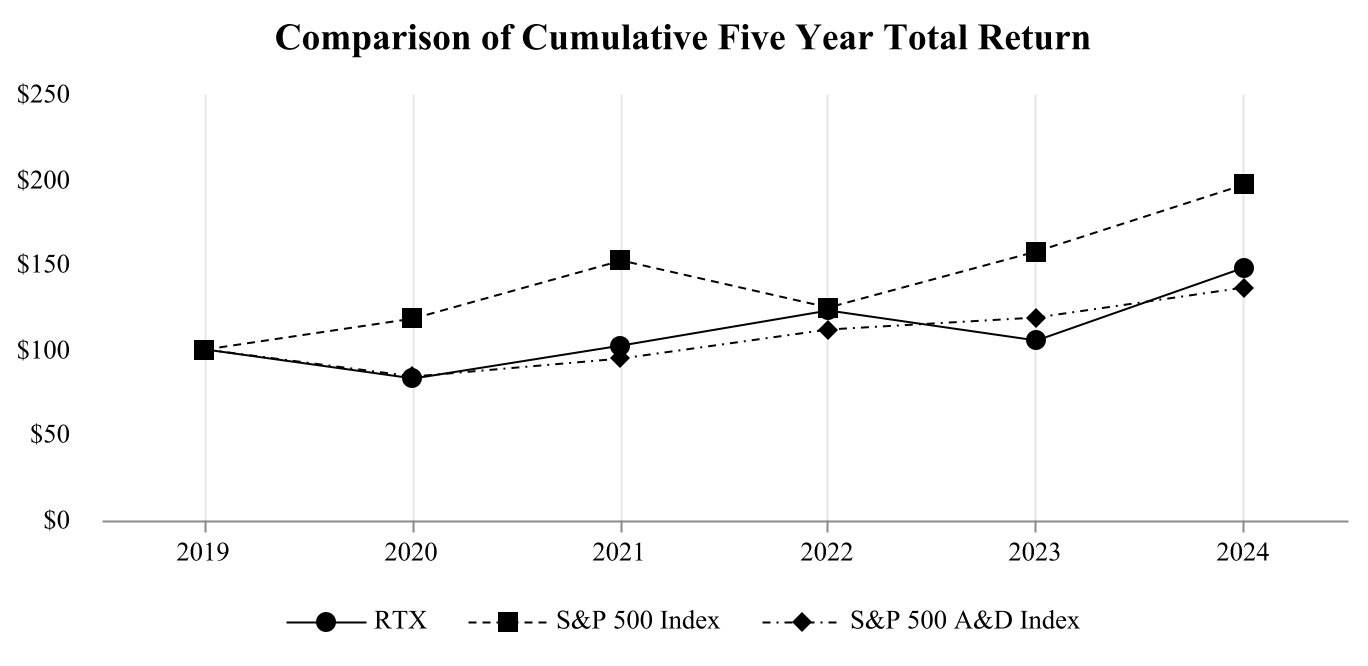 Comparison of Cumulative Five Year Total Return
$250
$200
$150
$100
$50
$0
2019 2020 2021 2022 2023 2024
RTX S&P 500 Index S&P 500 A&D Index